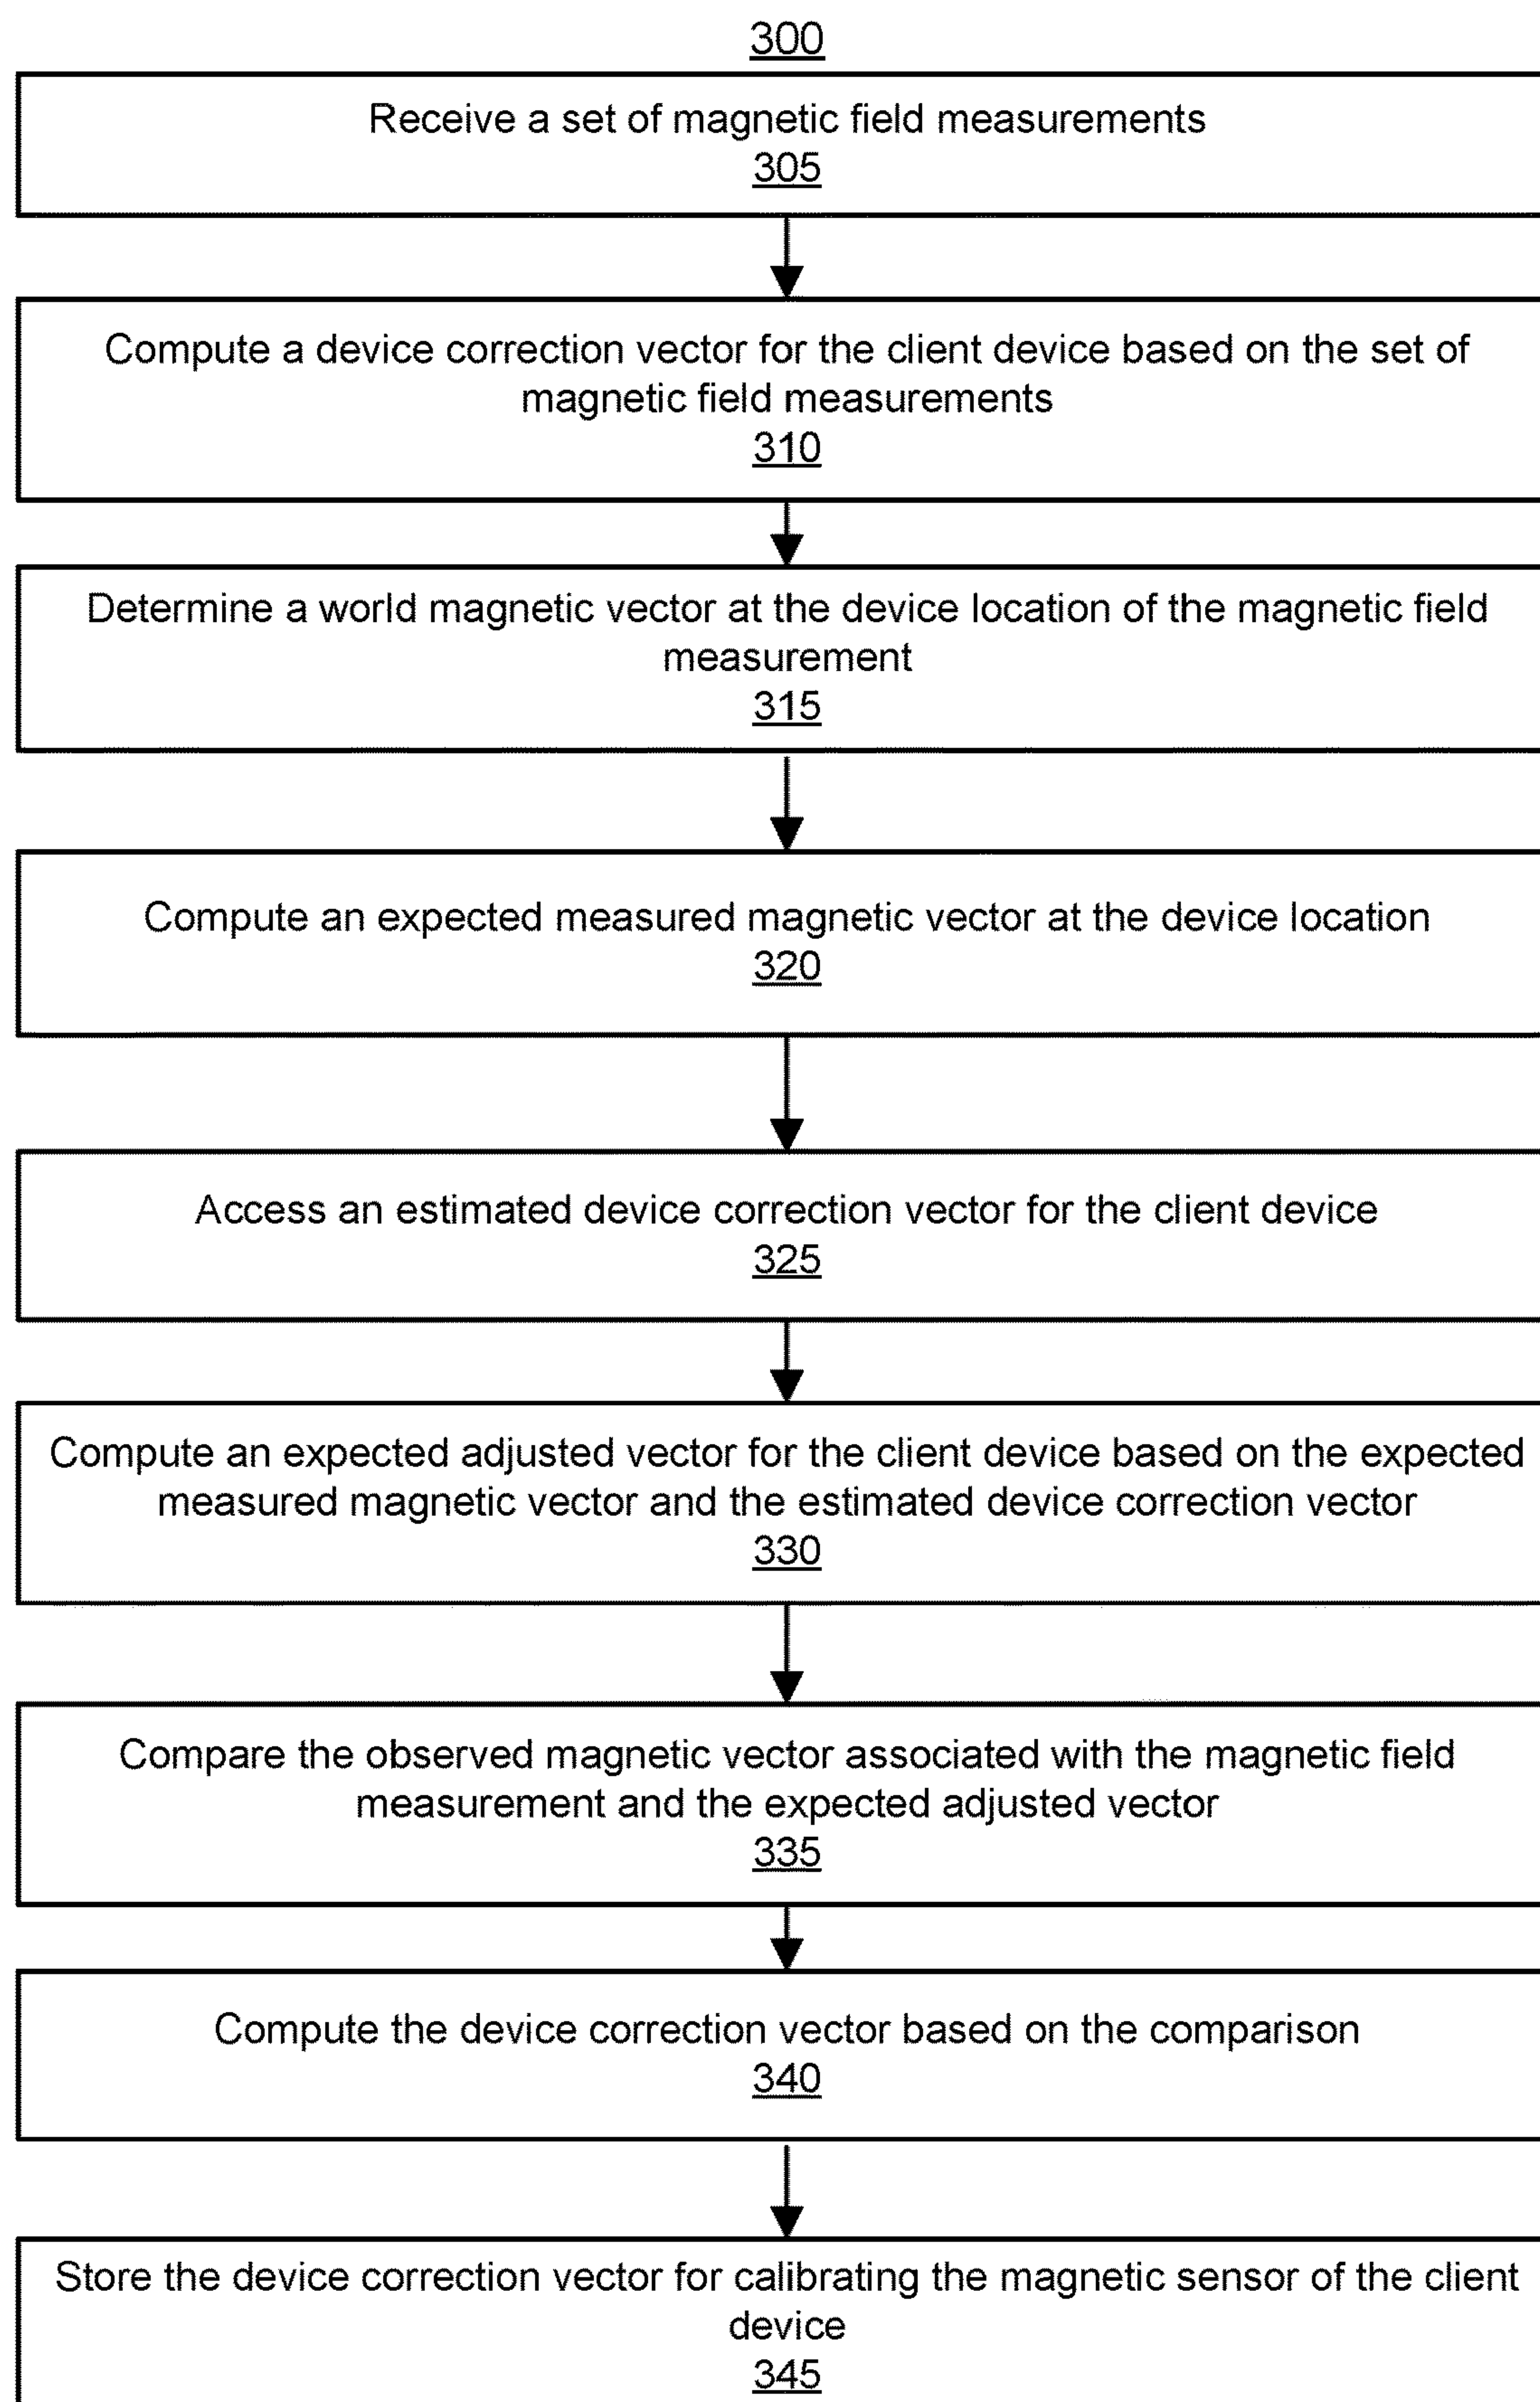 300
Receive a set of magnetic field measurements
305
Compute a device correction vector for the client device based on the set of
magnetic field measurements
310
Determine a world magnetic vector at the device location of the magnetic field
measurement
315
Compute an expected measured magnetic vector at the device location
320
Access an estimated device correction vector for the client device
325
Compute an expected adjusted vector for the client device based on the expected
measured magnetic vector and the estimated device correction vector
330
Compare the observed magnetic vector associated with the magnetic field
measurement and the expected adjusted vector
335
Compute the device correction vector based on the comparison
340
Store the device correction vector for calibrating the magnetic sensor of the client
device
345